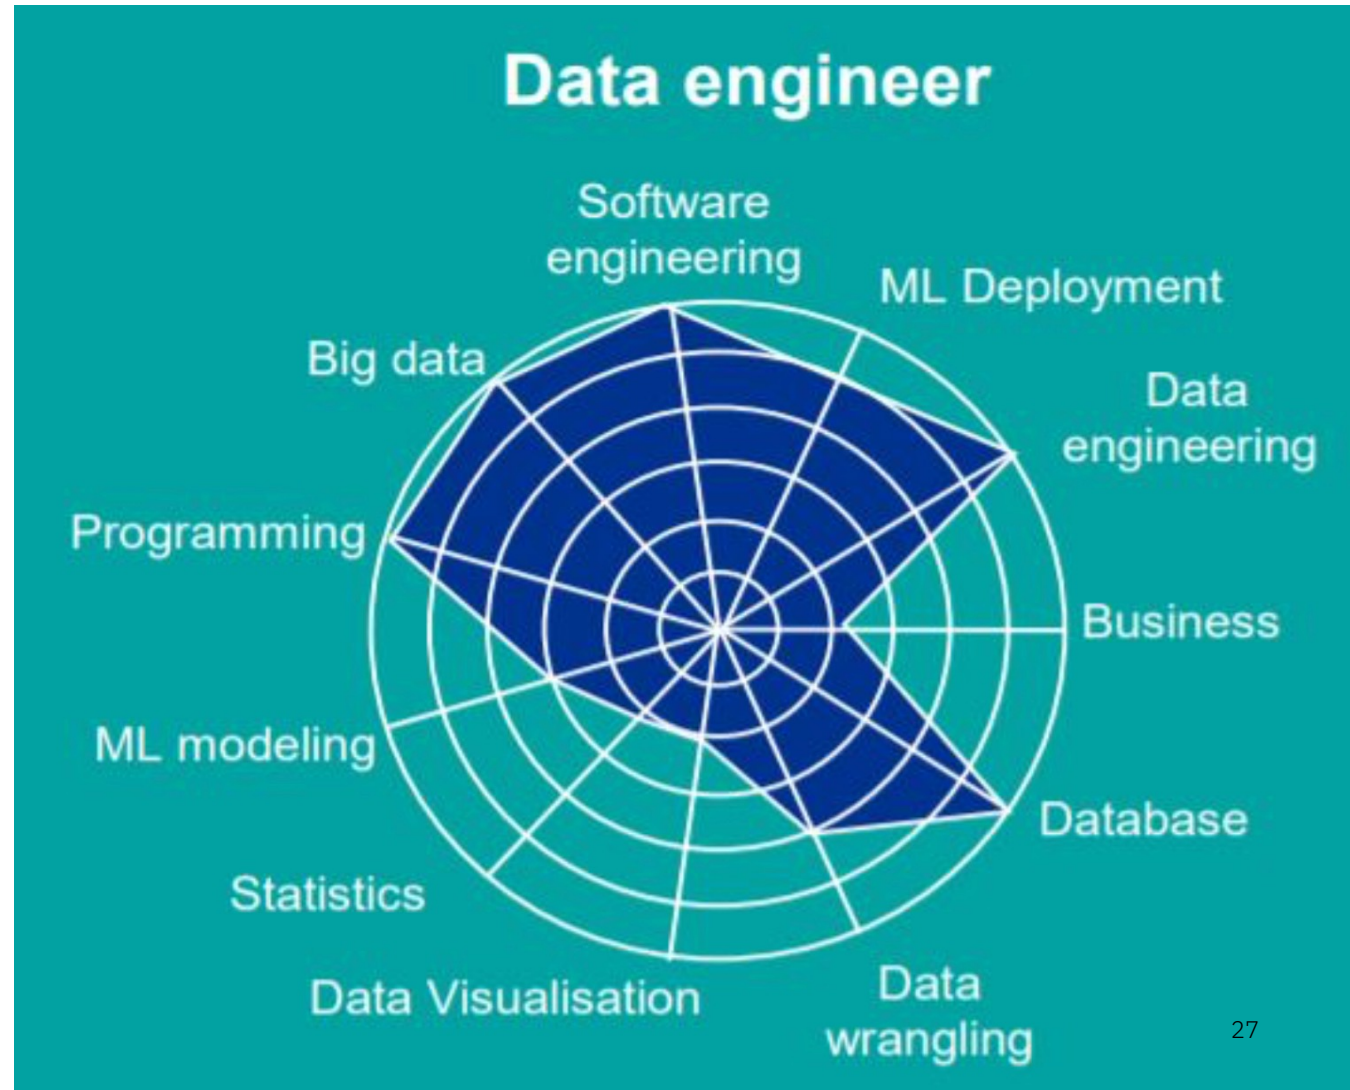 Data engineer
Software
engineering
ML Deployment
Big data
Data
engineering
Programming
Business
ML modeling
Database
Statistics
Data Visualisation
Data
wrangling
27